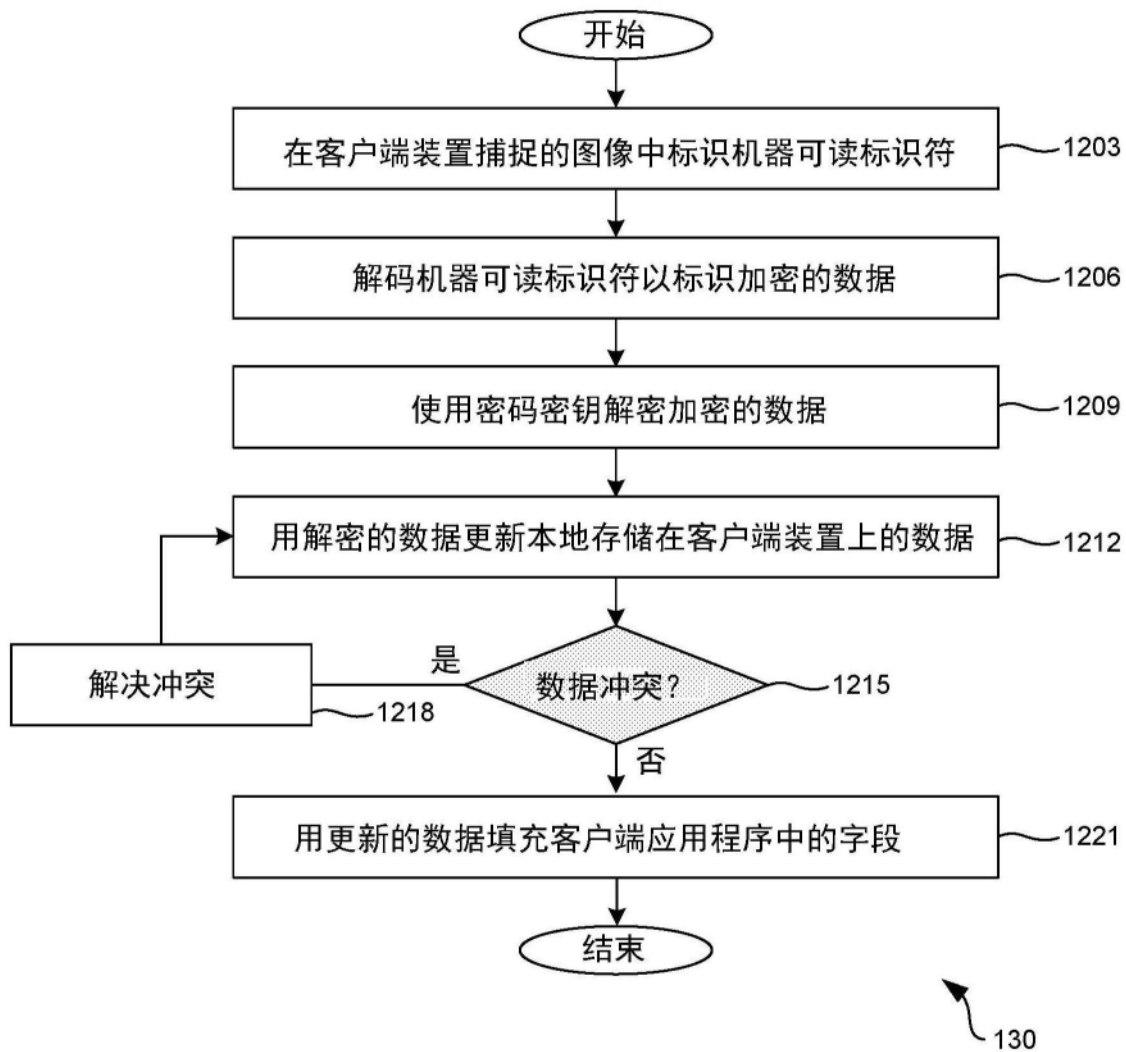 开始
在客户端装置捕捉的图像中标识机器可读标识符
1203
解码机器可读标识符以标识加密的数据
1206
使用密码密钥解密加密的数据
1209
用解密的数据更新本地存储在客户端装置上的数据
1212
解决冲突
1218
是
数据冲突?
1215
否
用更新的数据填充客户端应用程序中的字段
1221
结束
130